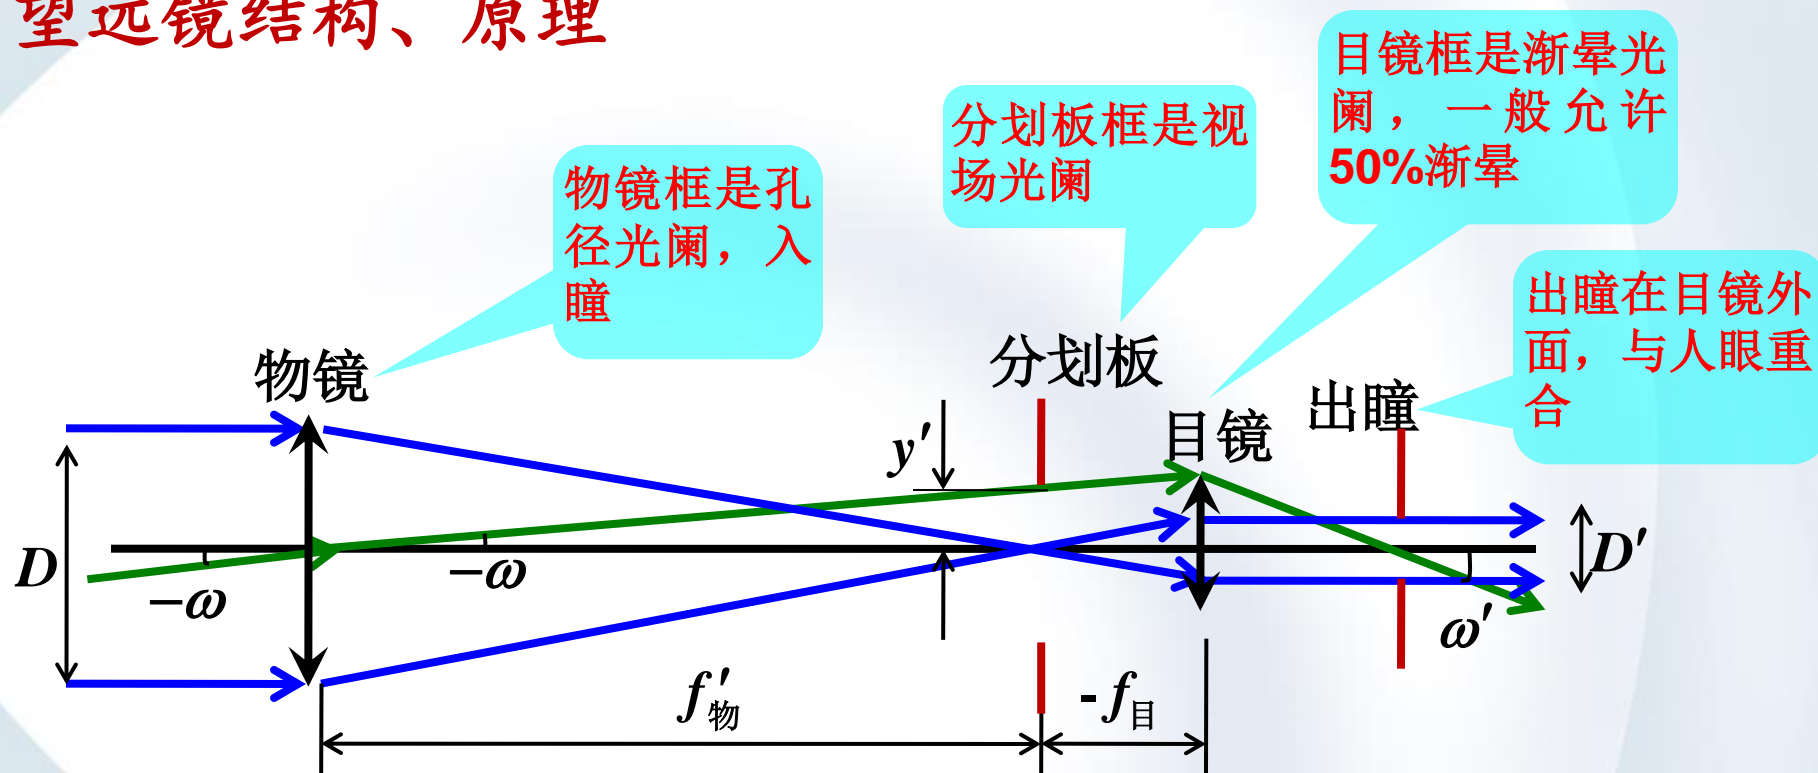 望远镜结构、原理
目镜框是渐晕光
阑，一般允许
50%渐晕
分划板框是视
场光阑
物镜框是孔
径光阑，入
瞳
出瞳在目镜外
面，与人眼重
合
物镜
分划板
目镜
出瞳
y′
D
−ω
−ω
D′
ω′
f′物
-f目